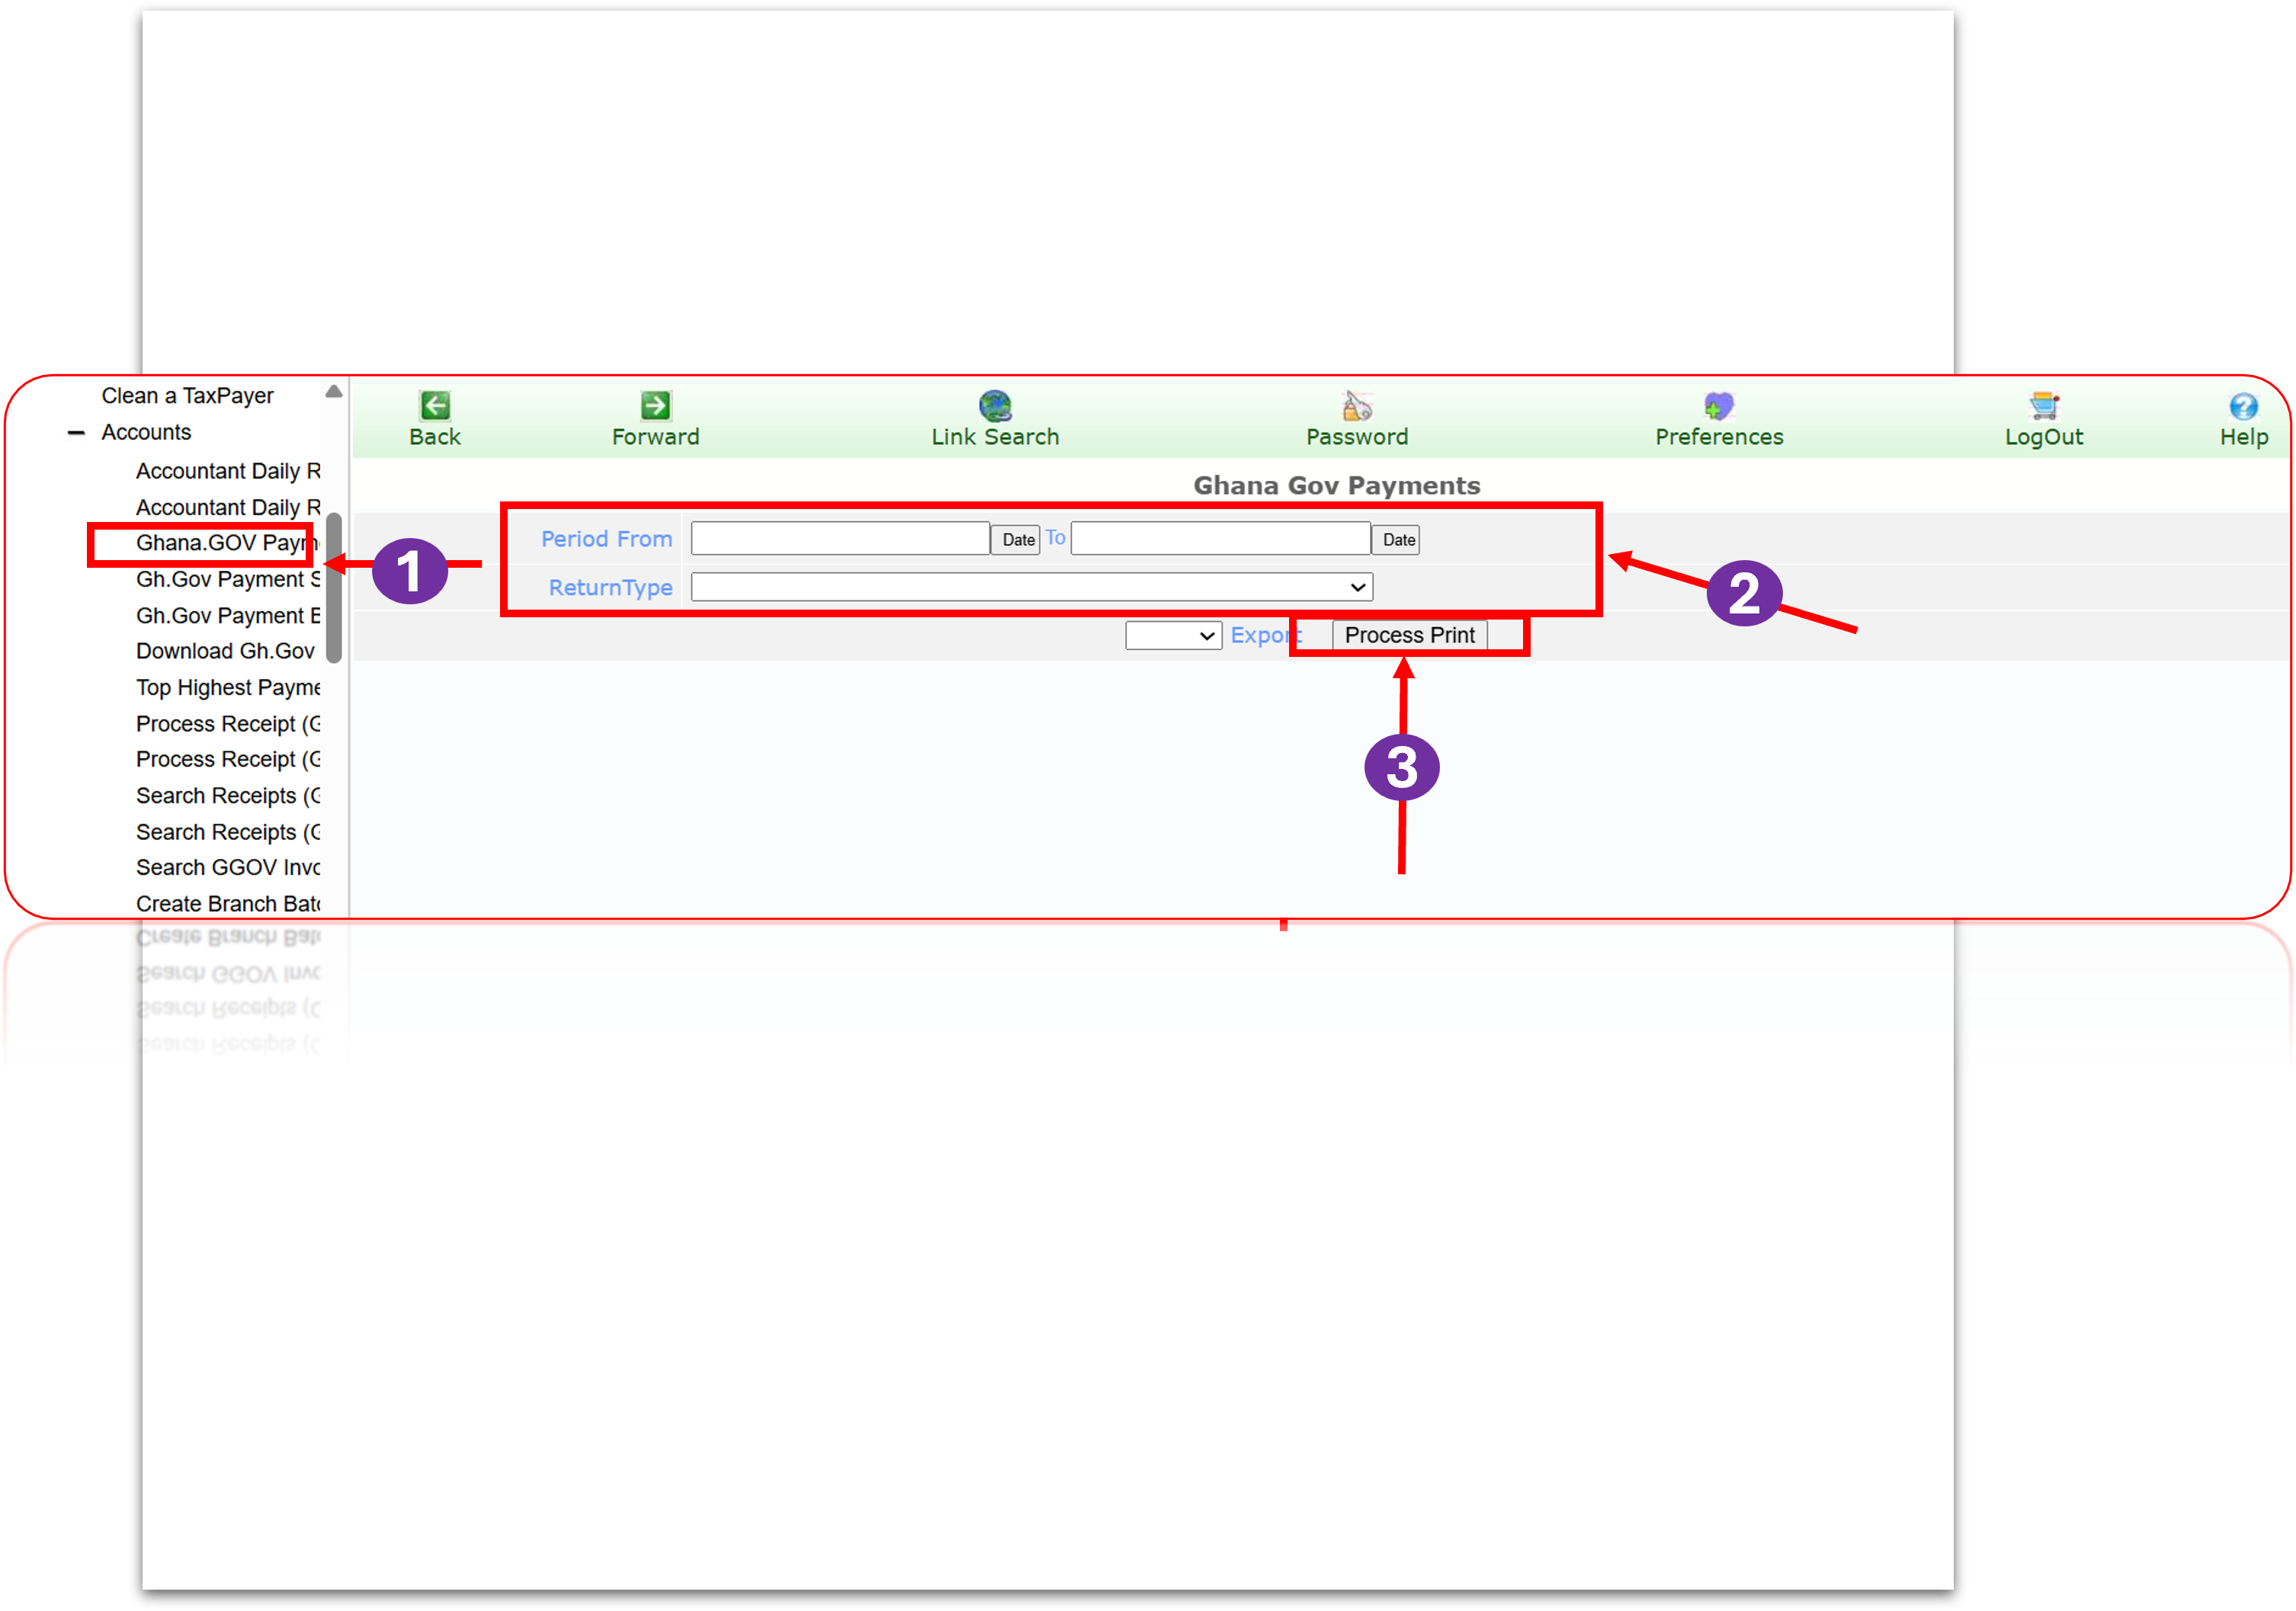 Clean a TaxPayer
Accounts
Accountant Daily R
Accountant Daily R
Ghana.GOV Payme
Gh.Gov Payment S
Gh.Gov Payment E
Download Gh.Gov
Top Highest Payme
Process Receipt (G
Process Receipt (G
Search Receipts (G
Search Receipts (G
Search GGOV Invo
Create Branch Batc
1
Back
Forward
Link Search
Password
Preferences
LogOut
Help
Ghana Gov Payments
Period From
Date
To
Date
ReturnType
Export
Process Print
2
3